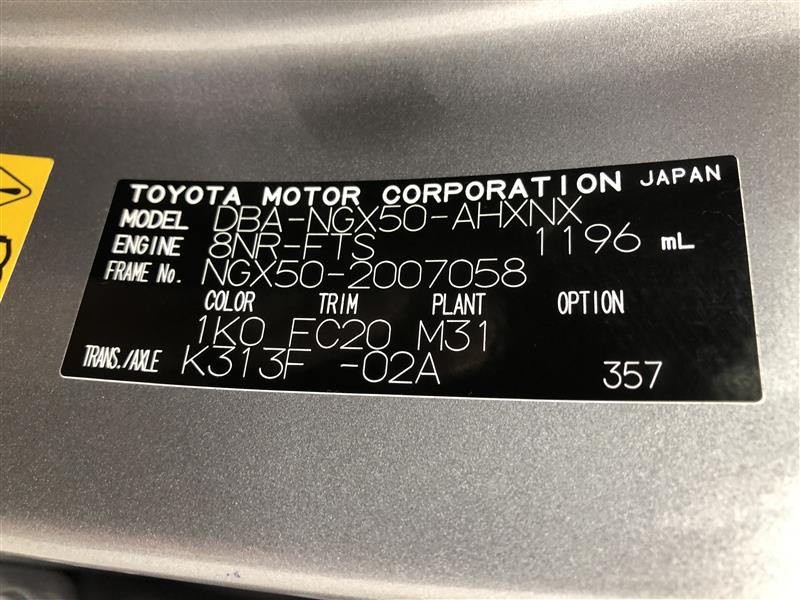 TOYOTA MOTOR CORPORATION JAPAN
MODEL DBA-NGX50-AHXNX
ENGINE 8NR-FTS 1196 mL
FRAME No. NGX50-2007058
COLOR TRIM PLANT OPTION
1K0 FC20 M31
TRANS./AXLE K313F -02A 357